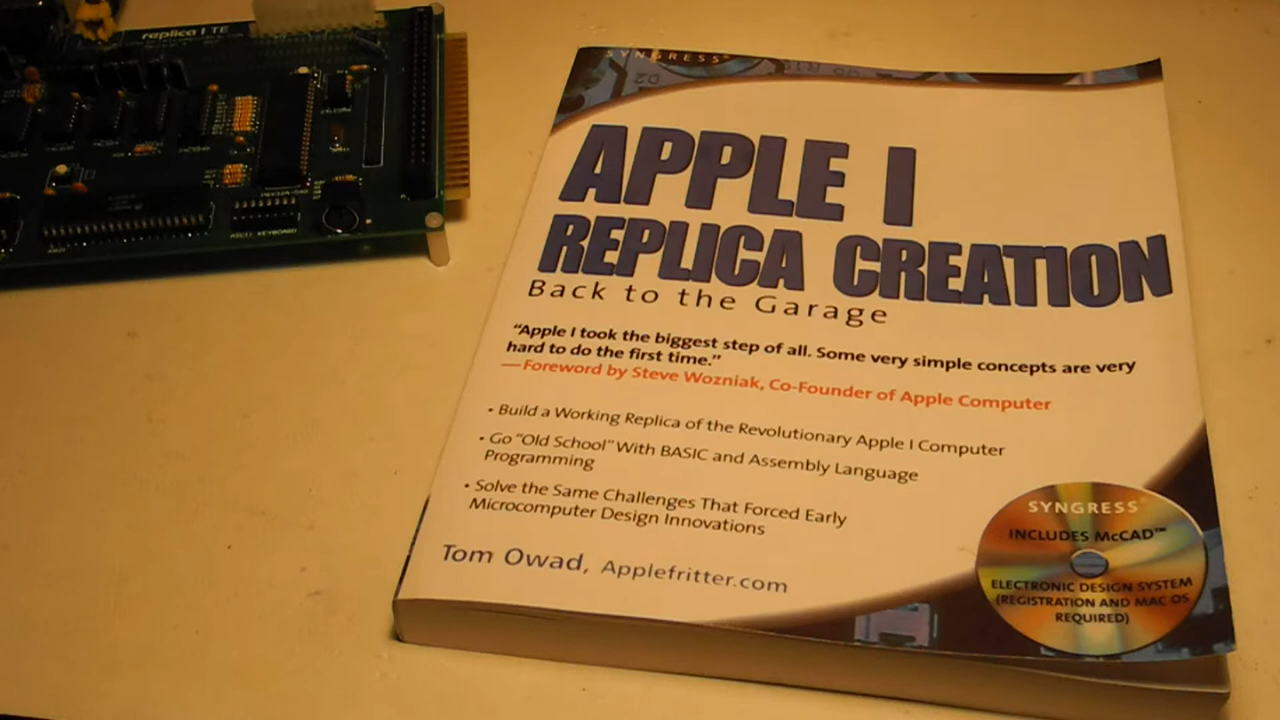 replica 1 TE
ASCII KEYBOARD
SYNGRESS
APPLE I
REPLICA CREATION
Back to the Garage
“Apple I took the biggest step of all. Some very simple concepts are very
hard to do the first time.”
—Foreword by Steve Wozniak, Co-Founder of Apple Computer
• Build a Working Replica of the Revolutionary Apple I Computer
• Go “Old School” With BASIC and Assembly Language
Programming
• Solve the Same Challenges That Forced Early
Microcomputer Design Innovations
Tom Owad, Applefritter.com
SYNGRESS®
INCLUDES McCAD™
ELECTRONIC DESIGN SYSTEM
(REGISTRATION AND MAC OS
REQUIRED)